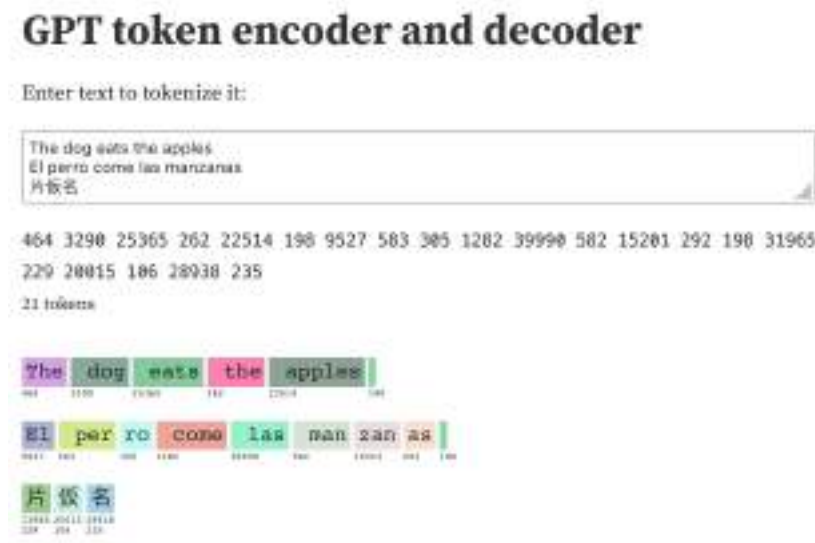 GPT token encoder and decoder
Enter text to tokenize it:
The dog eats the apples
El perro come las manzanas
片仮名
464 3290 25365 262 22514 198 9527 583 305 1282 39990 582 15201 292 198 31965
229 20015 106 28938 235
21 tokens
The dog eats the apples
El per ro come las man zan as
片 仮 名